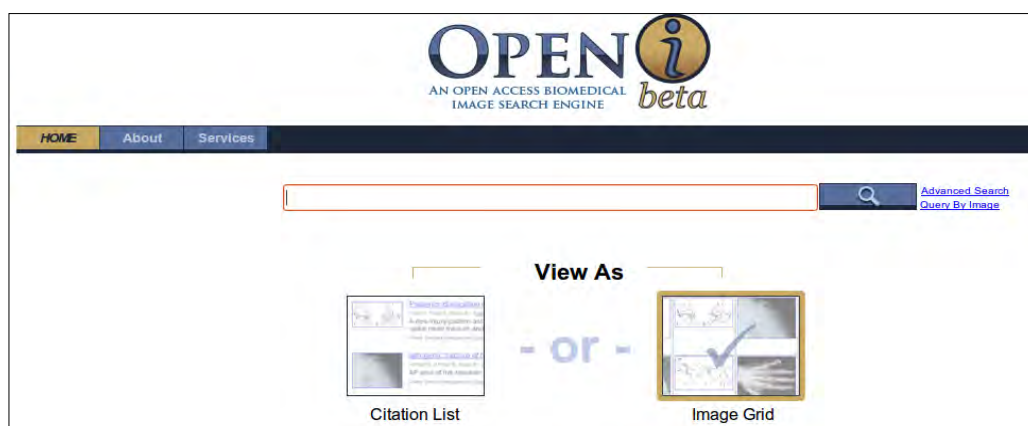 OPEN i
AN OPEN ACCESS BIOMEDICAL
IMAGE SEARCH ENGINE
beta
HOME About Services
Advanced Search
Query By Image
View As
- or -
Citation List Image Grid